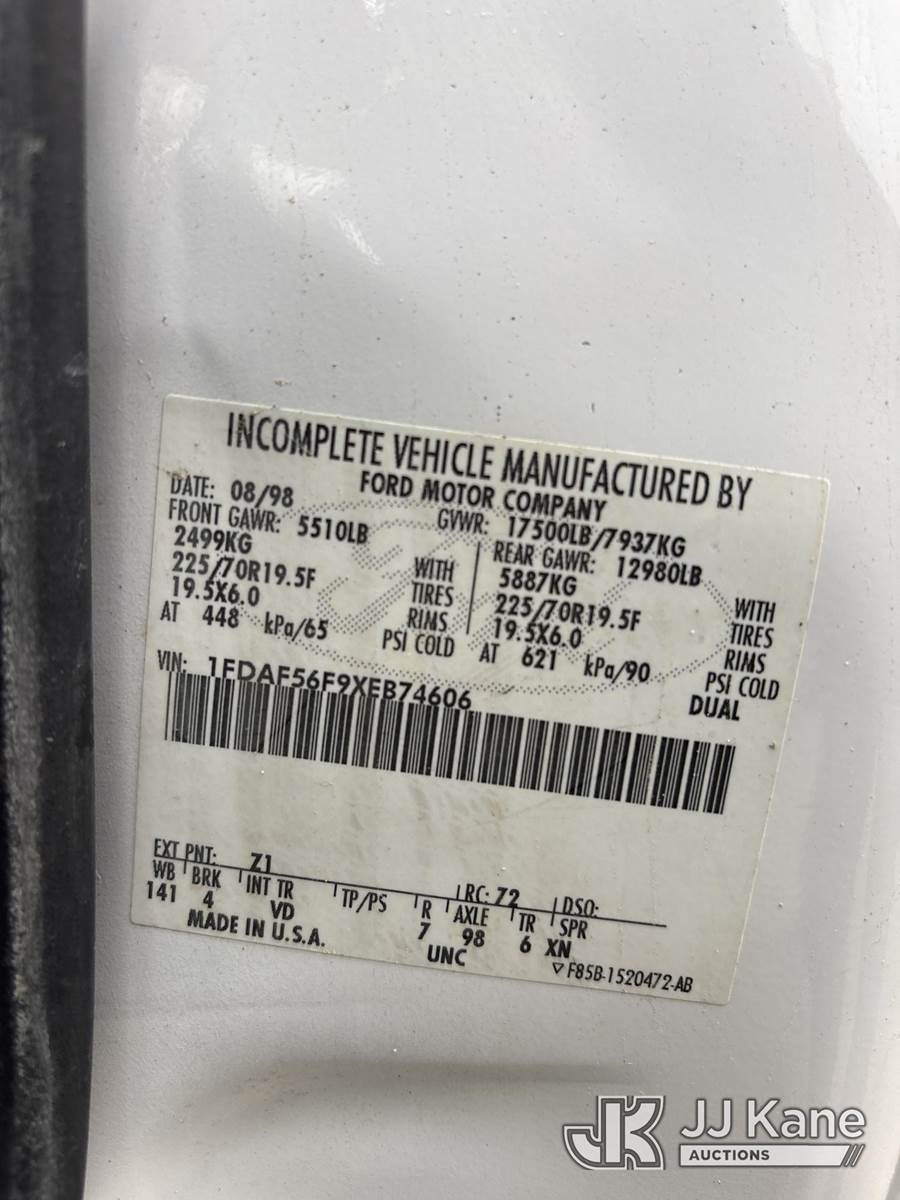 INCOMPLETE VEHICLE MANUFACTURED BY
FORD MOTOR COMPANY
DATE: 08/98 GVWR: 17500LB/7937KG
FRONT GAWR: 5510LB REAR GAWR: 12980LB
2499KG WITH 5887KG WITH
225/70R19.5F TIRES 225/70R19.5F TIRES
19.5X6.0 RIMS 19.5X6.0 RIMS
AT 448 kPa/65 PSI COLD AT 621 kPa/90 PSI COLD
DUAL
VIN: 1FDAF56F9XEB74606
EXT PNT: Z1 RC: 72 DSO:
WB BRK INT TR TP/PS R AXLE TR SPR
141 4 VD 7 98 6 XN
MADE IN U.S.A. UNC
▽ F85B-1520472-AB
JK JJ Kane
AUCTIONS